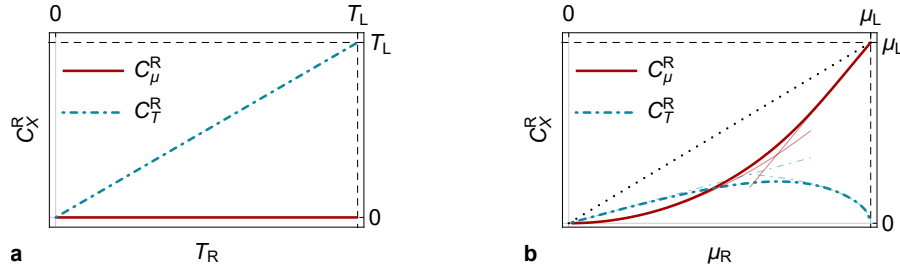 0 T_L
T_L
C_μ^R
C_T^R
C_X^R
0
a T_R
0 μ_L
μ_L
C_μ^R
C_T^R
C_X^R
0
b μ_R